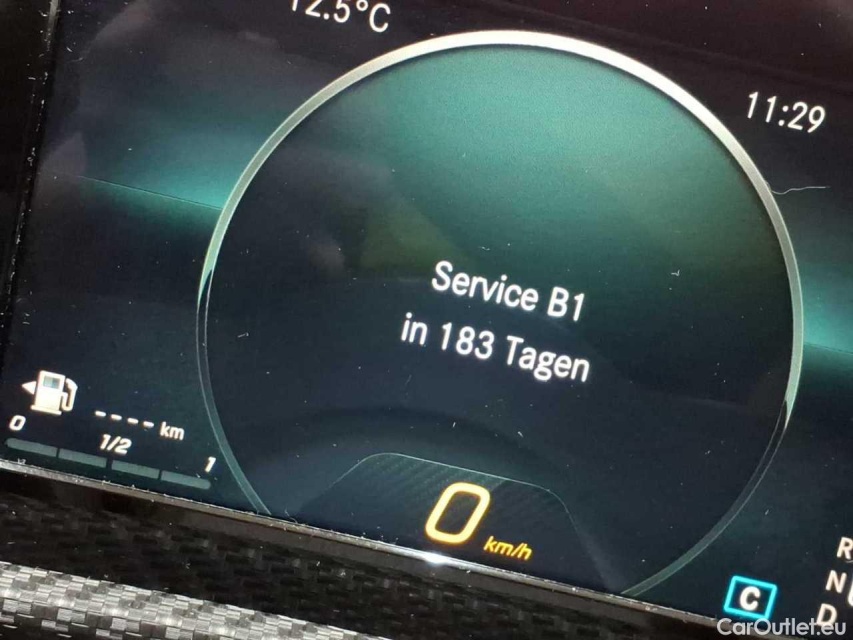 12.5°C
11:29
Service B1
in 183 Tagen
---- km
0 1/2 1
0 km/h
C
R
N
D
CarOutlet.eu